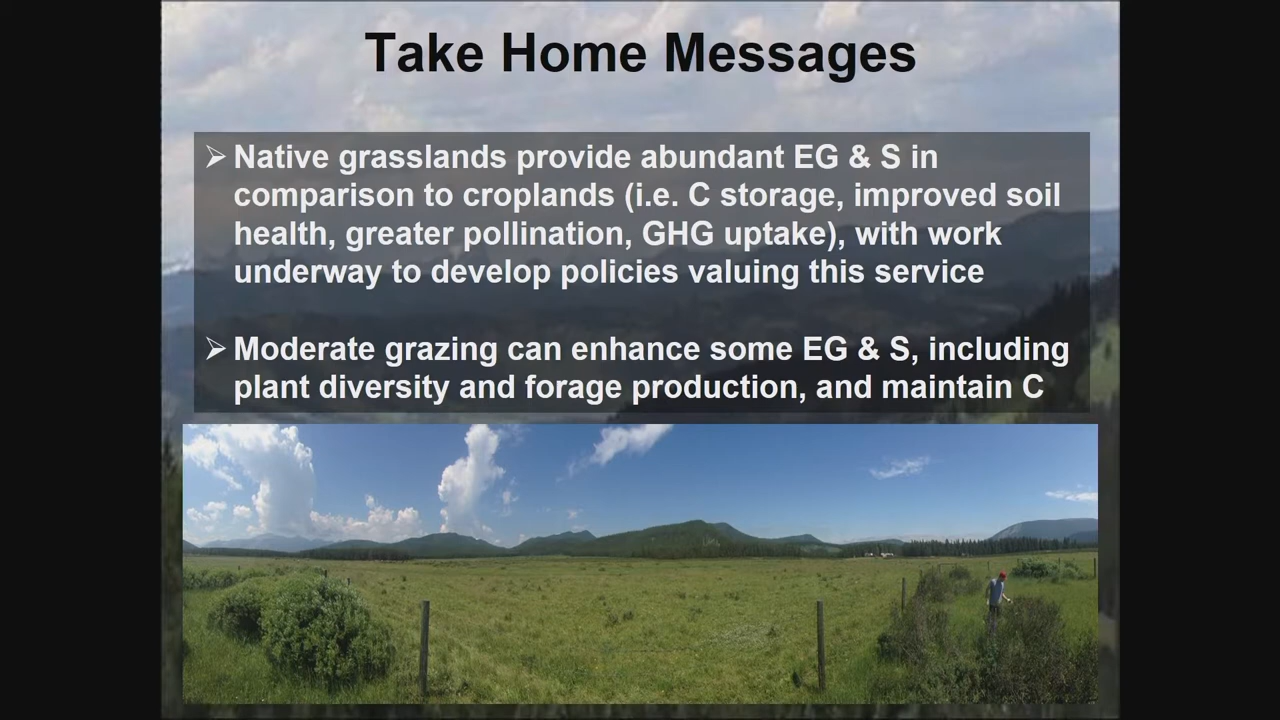 Take Home Messages
➢ Native grasslands provide abundant EG & S in
comparison to croplands (i.e. C storage, improved soil
health, greater pollination, GHG uptake), with work
underway to develop policies valuing this service
➢ Moderate grazing can enhance some EG & S, including
plant diversity and forage production, and maintain C